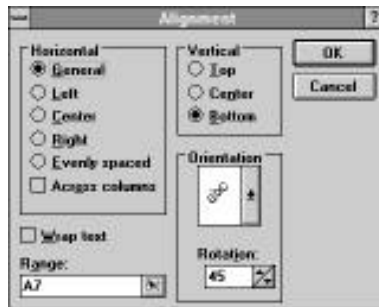 Alignment
?
Horizontal
General
Left
Center
Right
Evenly spaced
Across columns
Wrap text
Range:
A7
Vertical
Top
Center
Bottom
Orientation
abc
Rotation:
45
OK
Cancel